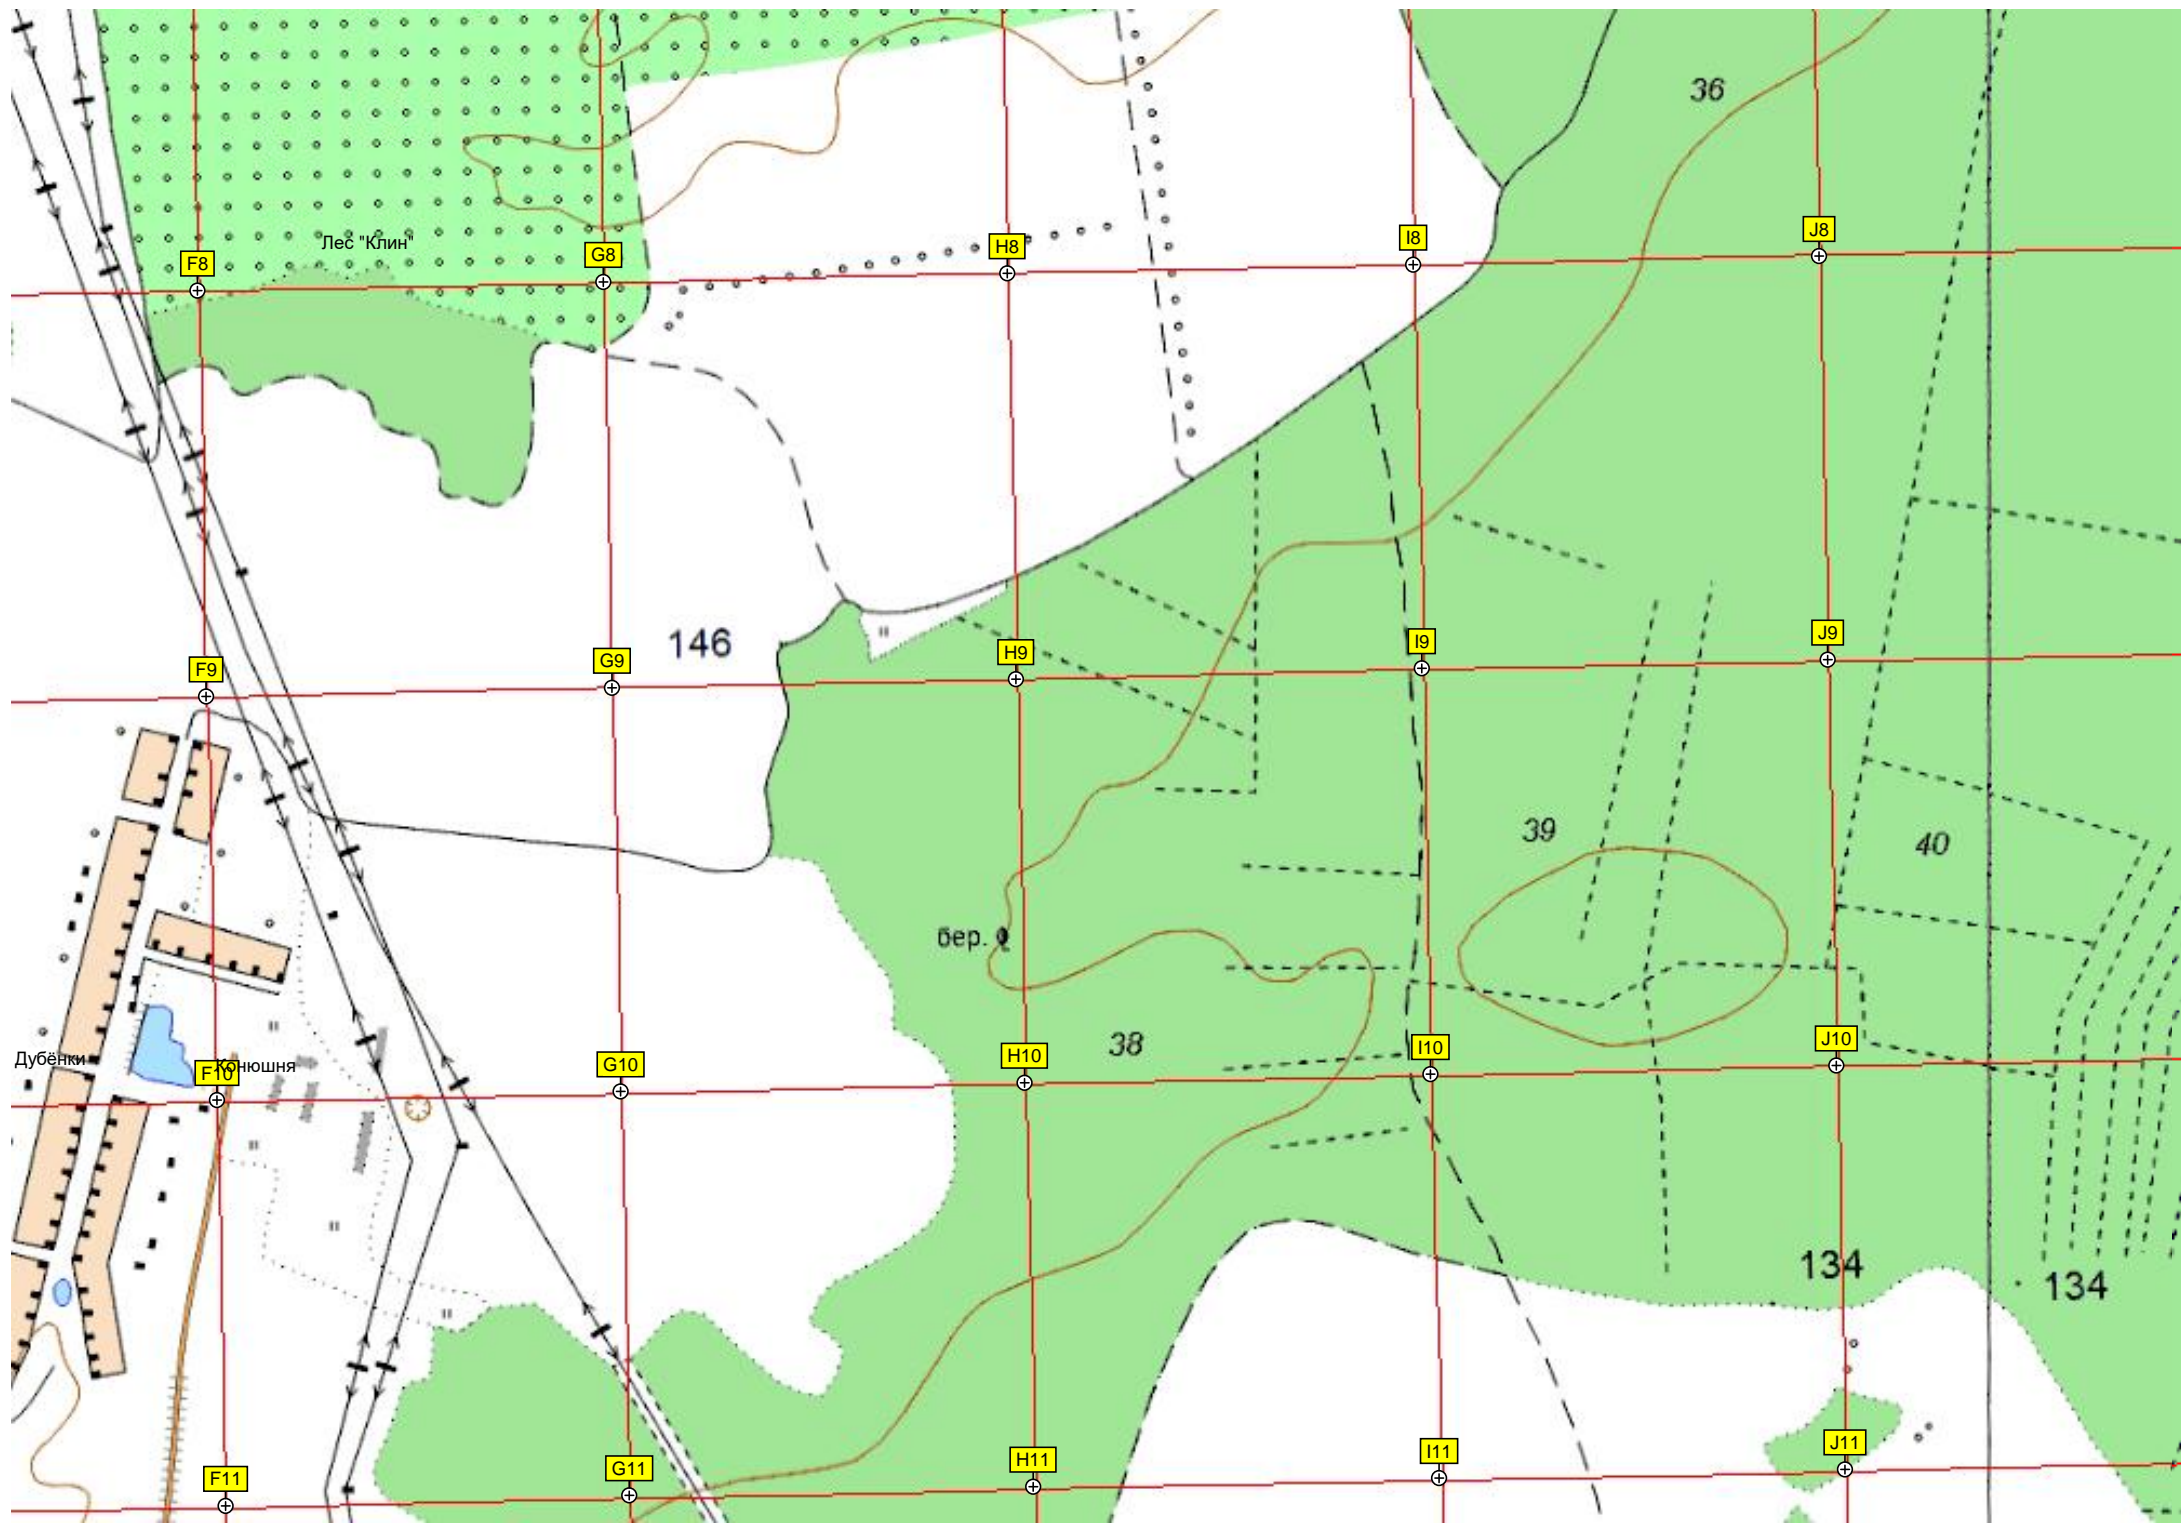 36
Лес "Клин"
F8
G8
H8
I8
J8
146
F9
G9
H9
I9
J9
39
40
бер.
38
Дубёнки
Конюшня
F10
G10
H10
I10
J10
134
134
F11
G11
H11
I11
J11